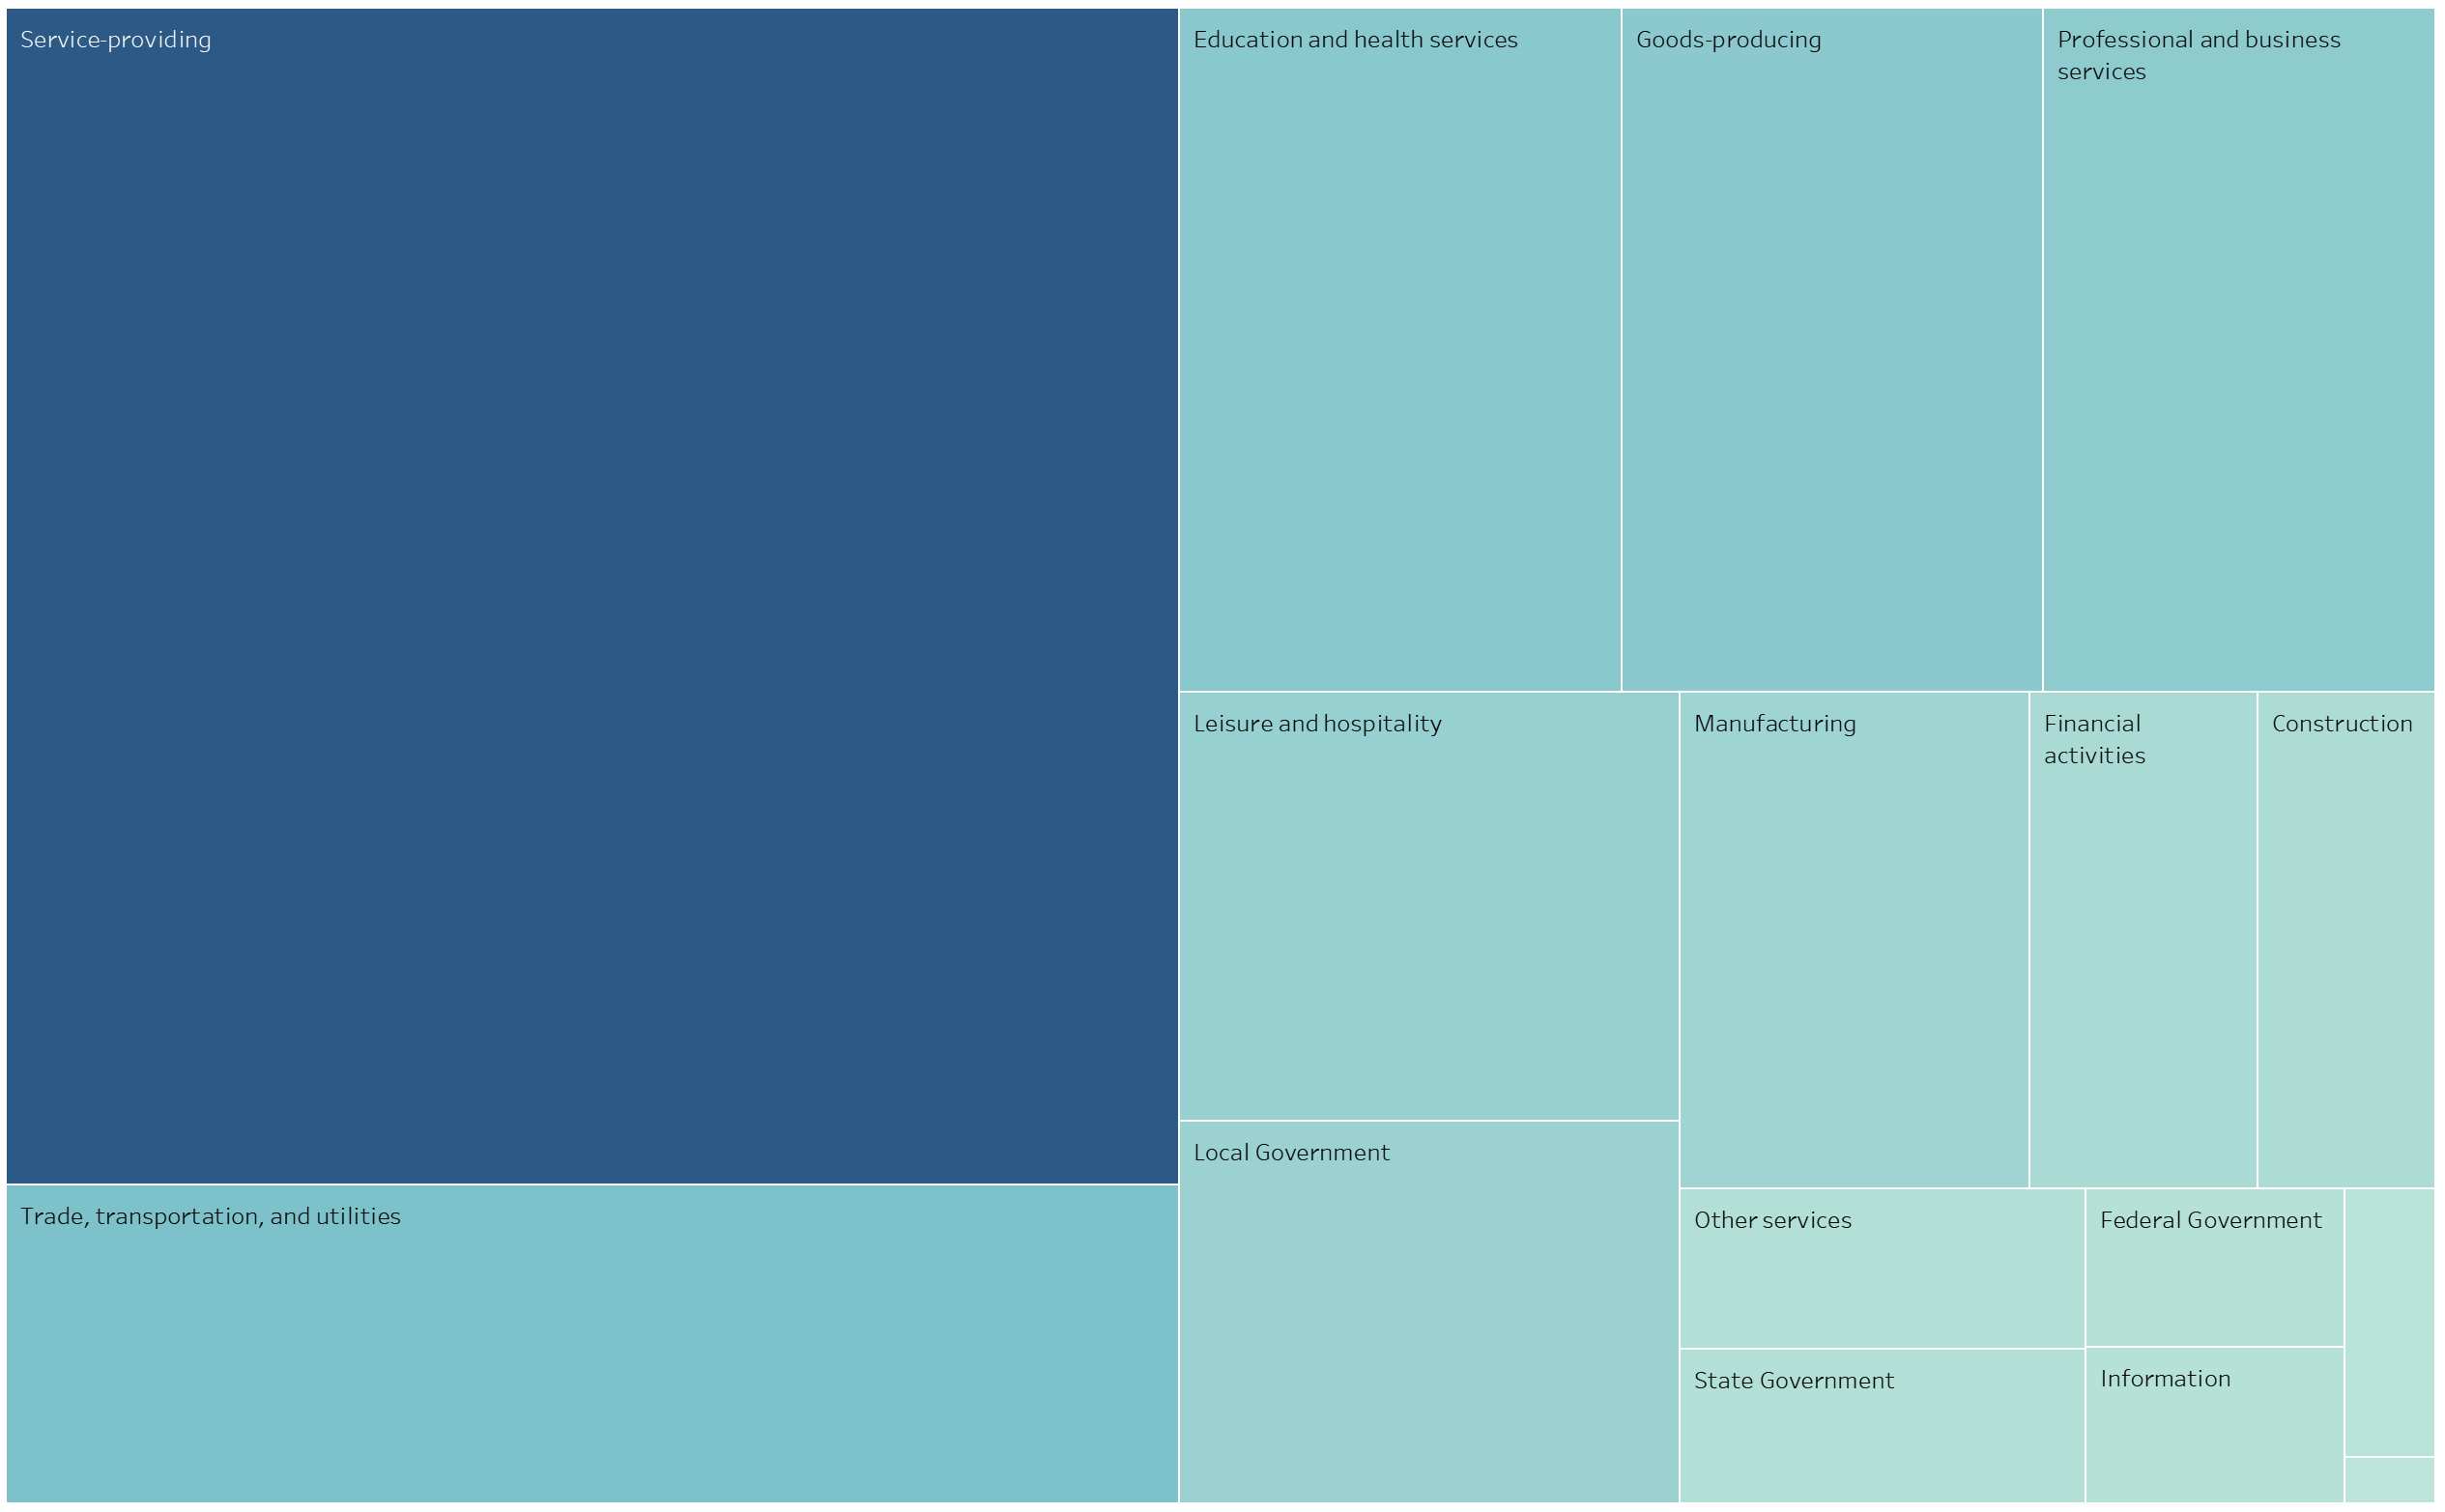 Service-providing
Education and health services
Goods-producing
Professional and business
services
Leisure and hospitality
Manufacturing
Financial
activities
Construction
Local Government
Trade, transportation, and utilities
Other services
Federal Government
State Government
Information